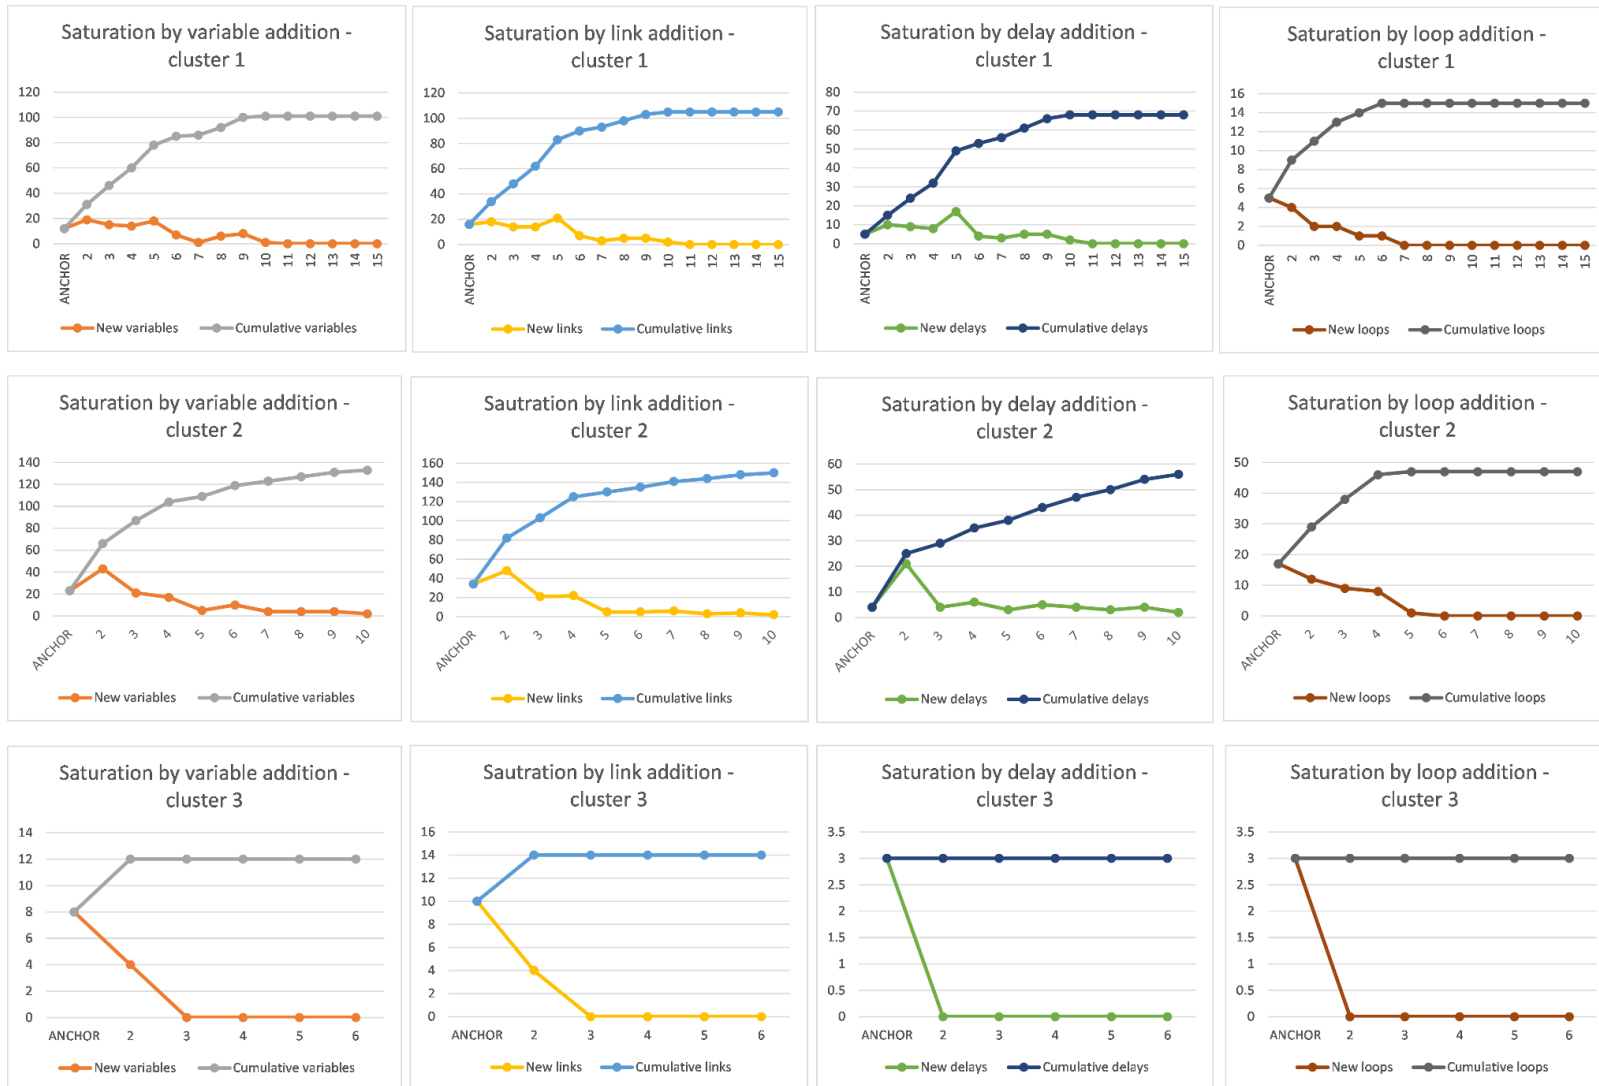 Saturation by variable addition -
cluster 1
120
100
80
60
40
20
0
ANCHOR 2 3 4 5 6 7 8 9 10 11 12 13 14 15
New variables Cumulative variables
Saturation by link addition -
cluster 1
120
100
80
60
40
20
0
ANCHOR 2 3 4 5 6 7 8 9 10 11 12 13 14 15
New links Cumulative links
Saturation by delay addition -
cluster 1
80
70
60
50
40
30
20
10
0
ANCHOR 2 3 4 5 6 7 8 9 10 11 12 13 14 15
New delays Cumulative delays
Saturation by loop addition -
cluster 1
16
14
12
10
8
6
4
2
0
ANCHOR 2 3 4 5 6 7 8 9 10 11 12 13 14 15
New loops Cumulative loops
Saturation by variable addition -
cluster 2
140
120
100
80
60
40
20
0
ANCHOR 2 3 4 5 6 7 8 9 10
New variables Cumulative variables
Sautration by link addition -
cluster 2
160
140
120
100
80
60
40
20
0
ANCHOR 2 3 4 5 6 7 8 9 10
New links Cumulative links
Saturation by delay addition -
cluster 2
60
50
40
30
20
10
0
ANCHOR 2 3 4 5 6 7 8 9 10
New delays Cumulative delays
Saturation by loop addition -
cluster 2
50
40
30
20
10
0
ANCHOR 2 3 4 5 6 7 8 9 10
New loops Cumulative loops
Saturation by variable addition -
cluster 3
14
12
10
8
6
4
2
0
ANCHOR 2 3 4 5 6
New variables Cumulative variables
Sautration by link addition -
cluster 3
16
14
12
10
8
6
4
2
0
ANCHOR 2 3 4 5 6
New links Cumulative links
Saturation by delay addition -
cluster 3
3.5
3
2.5
2
1.5
1
0.5
0
ANCHOR 2 3 4 5 6
New delays Cumulative delays
Saturation by loop addition -
cluster 3
3.5
3
2.5
2
1.5
1
0.5
0
ANCHOR 2 3 4 5 6
New loops Cumulative loops